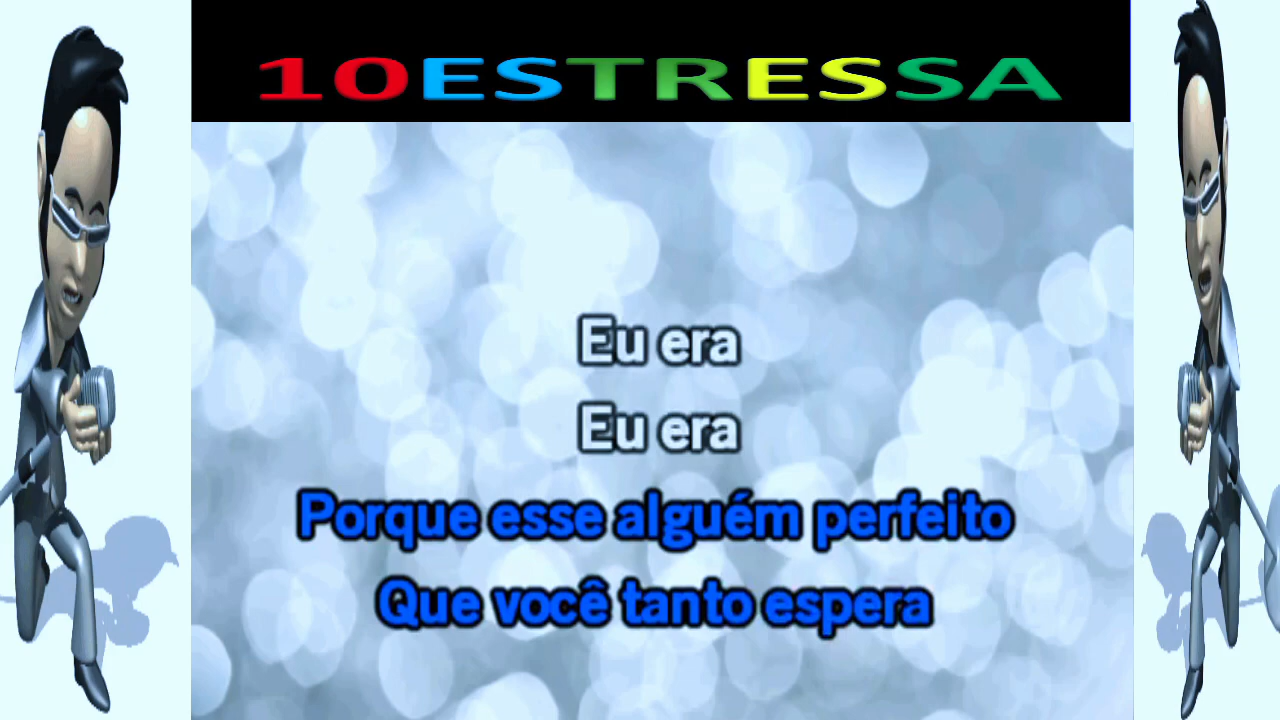 10ESTRESSA
Eu era
Eu era
Porque esse alguém perfeito
Que você tanto espera